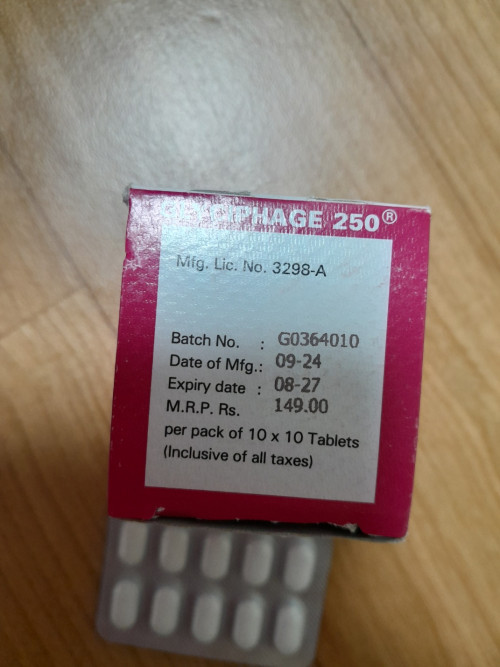 250®
Mfg. Lic. No. 3298-A
Batch No. : G0364010
Date of Mfg.: 09-24
Expiry date : 08-27
M.R.P. Rs. 149.00
per pack of 10 x 10 Tablets
(Inclusive of all taxes)